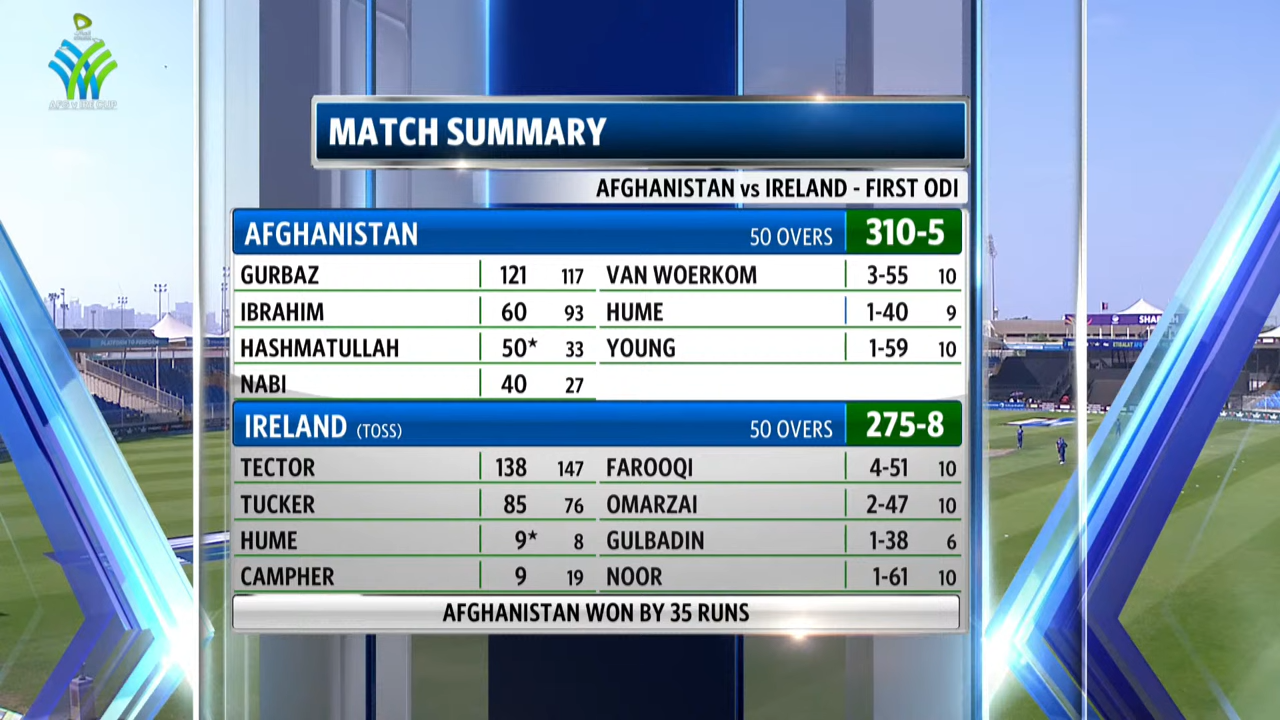 AFG v IRE CUP
MATCH SUMMARY
AFGHANISTAN vs IRELAND - FIRST ODI
AFGHANISTAN 50 OVERS 310-5
GURBAZ 121 117 VAN WOERKOM 3-55 10
IBRAHIM 60 93 HUME 1-40 9
HASHMATULLAH 50* 33 YOUNG 1-59 10
NABI 40 27
IRELAND (TOSS) 50 OVERS 275-8
TECTOR 138 147 FAROOQI 4-51 10
TUCKER 85 76 OMARZAI 2-47 10
HUME 9* 8 GULBADIN 1-38 6
CAMPHER 9 19 NOOR 1-61 10
AFGHANISTAN WON BY 35 RUNS